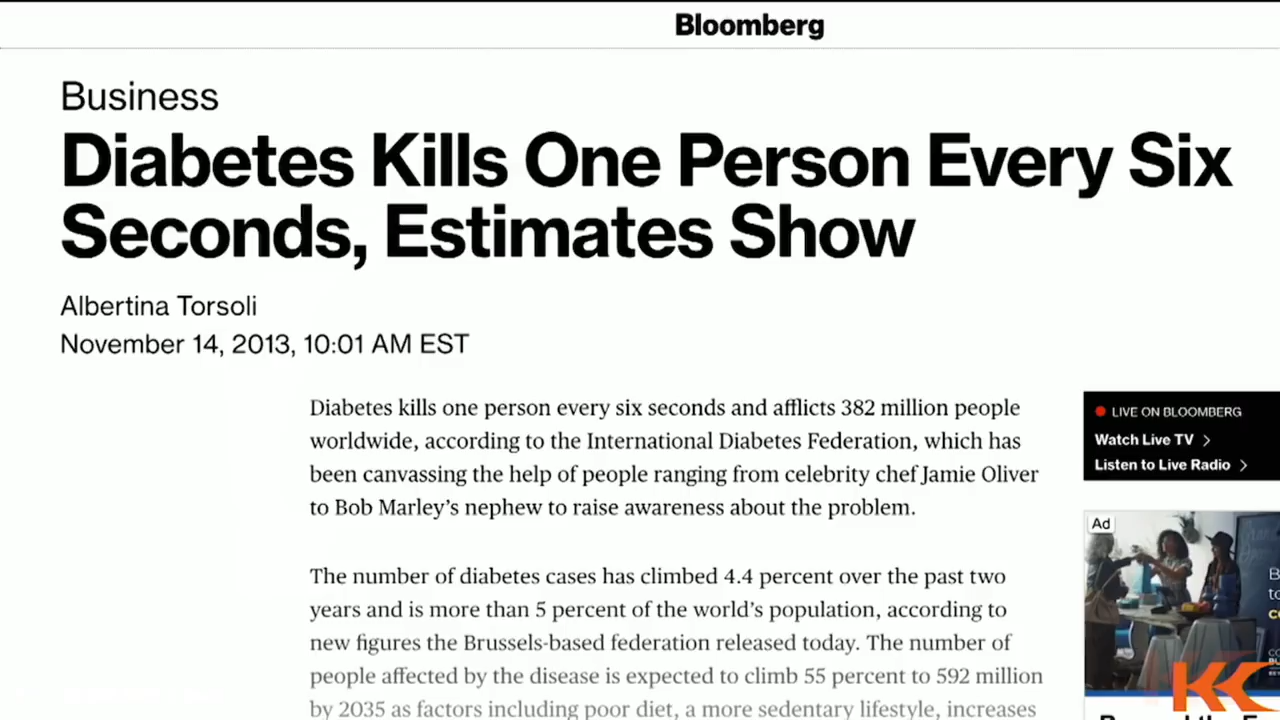 Bloomberg
Business
Diabetes Kills One Person Every Six
Seconds, Estimates Show
Albertina Torsoli
November 14, 2013, 10:01 AM EST
Diabetes kills one person every six seconds and afflicts 382 million people
worldwide, according to the International Diabetes Federation, which has
been canvassing the help of people ranging from celebrity chef Jamie Oliver
to Bob Marley's nephew to raise awareness about the problem.
The number of diabetes cases has climbed 4.4 percent over the past two
years and is more than 5 percent of the world's population, according to
new figures the Brussels-based federation released today. The number of
people affected by the disease is expected to climb 55 percent to 592 million
by 2035 as factors including poor diet, a more sedentary lifestyle, increases
LIVE ON BLOOMBERG
Watch Live TV
Listen to Live Radio
Ad
KC